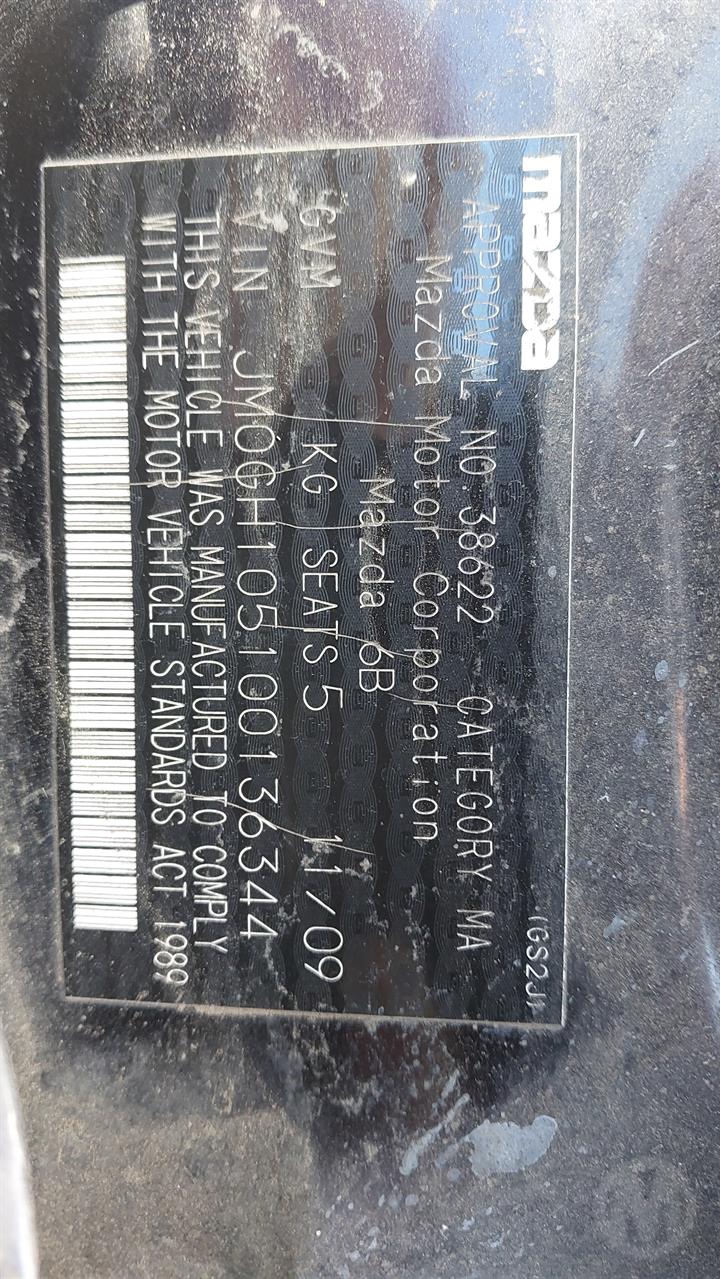 mazda
(GS2J)
APPROVAL NO. 38622 CATEGORY MA
Mazda Motor Corporation
Mazda 6B
GVM KG SEATS 5 11/09
VIN JM0GH105100136344
THIS VEHICLE WAS MANUFACTURED TO COMPLY
WITH THE MOTOR VEHICLE STANDARDS ACT 1989
M